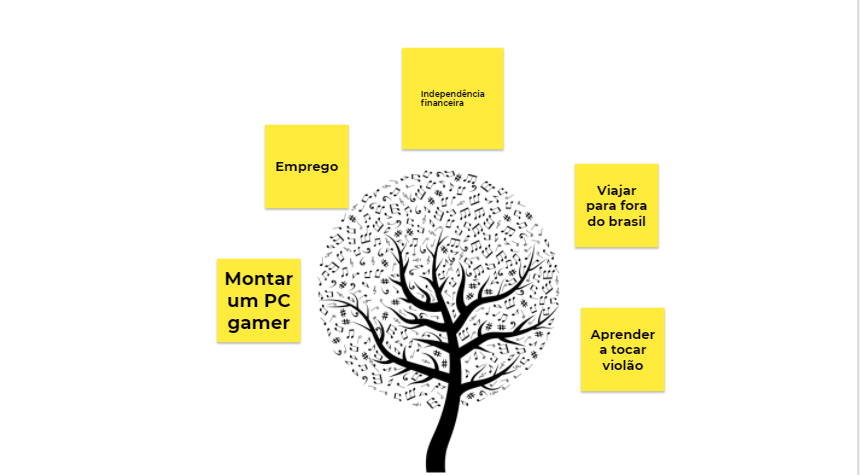 Independência
financeira
Emprego
Viajar
para fora
do brasil
Montar
um PC
gamer
Aprender
a tocar
violão